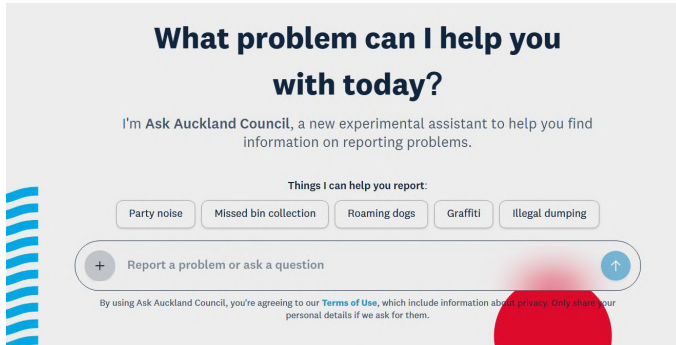 What problem can I help you
with today?
I'm Ask Auckland Council, a new experimental assistant to help you find
information on reporting problems.
Things I can help you report:
Party noise
Missed bin collection
Roaming dogs
Graffiti
Illegal dumping
Report a problem or ask a question
By using Ask Auckland Council, you're agreeing to our Terms of Use, which include information about privacy. Only share your
personal details if we ask for them.